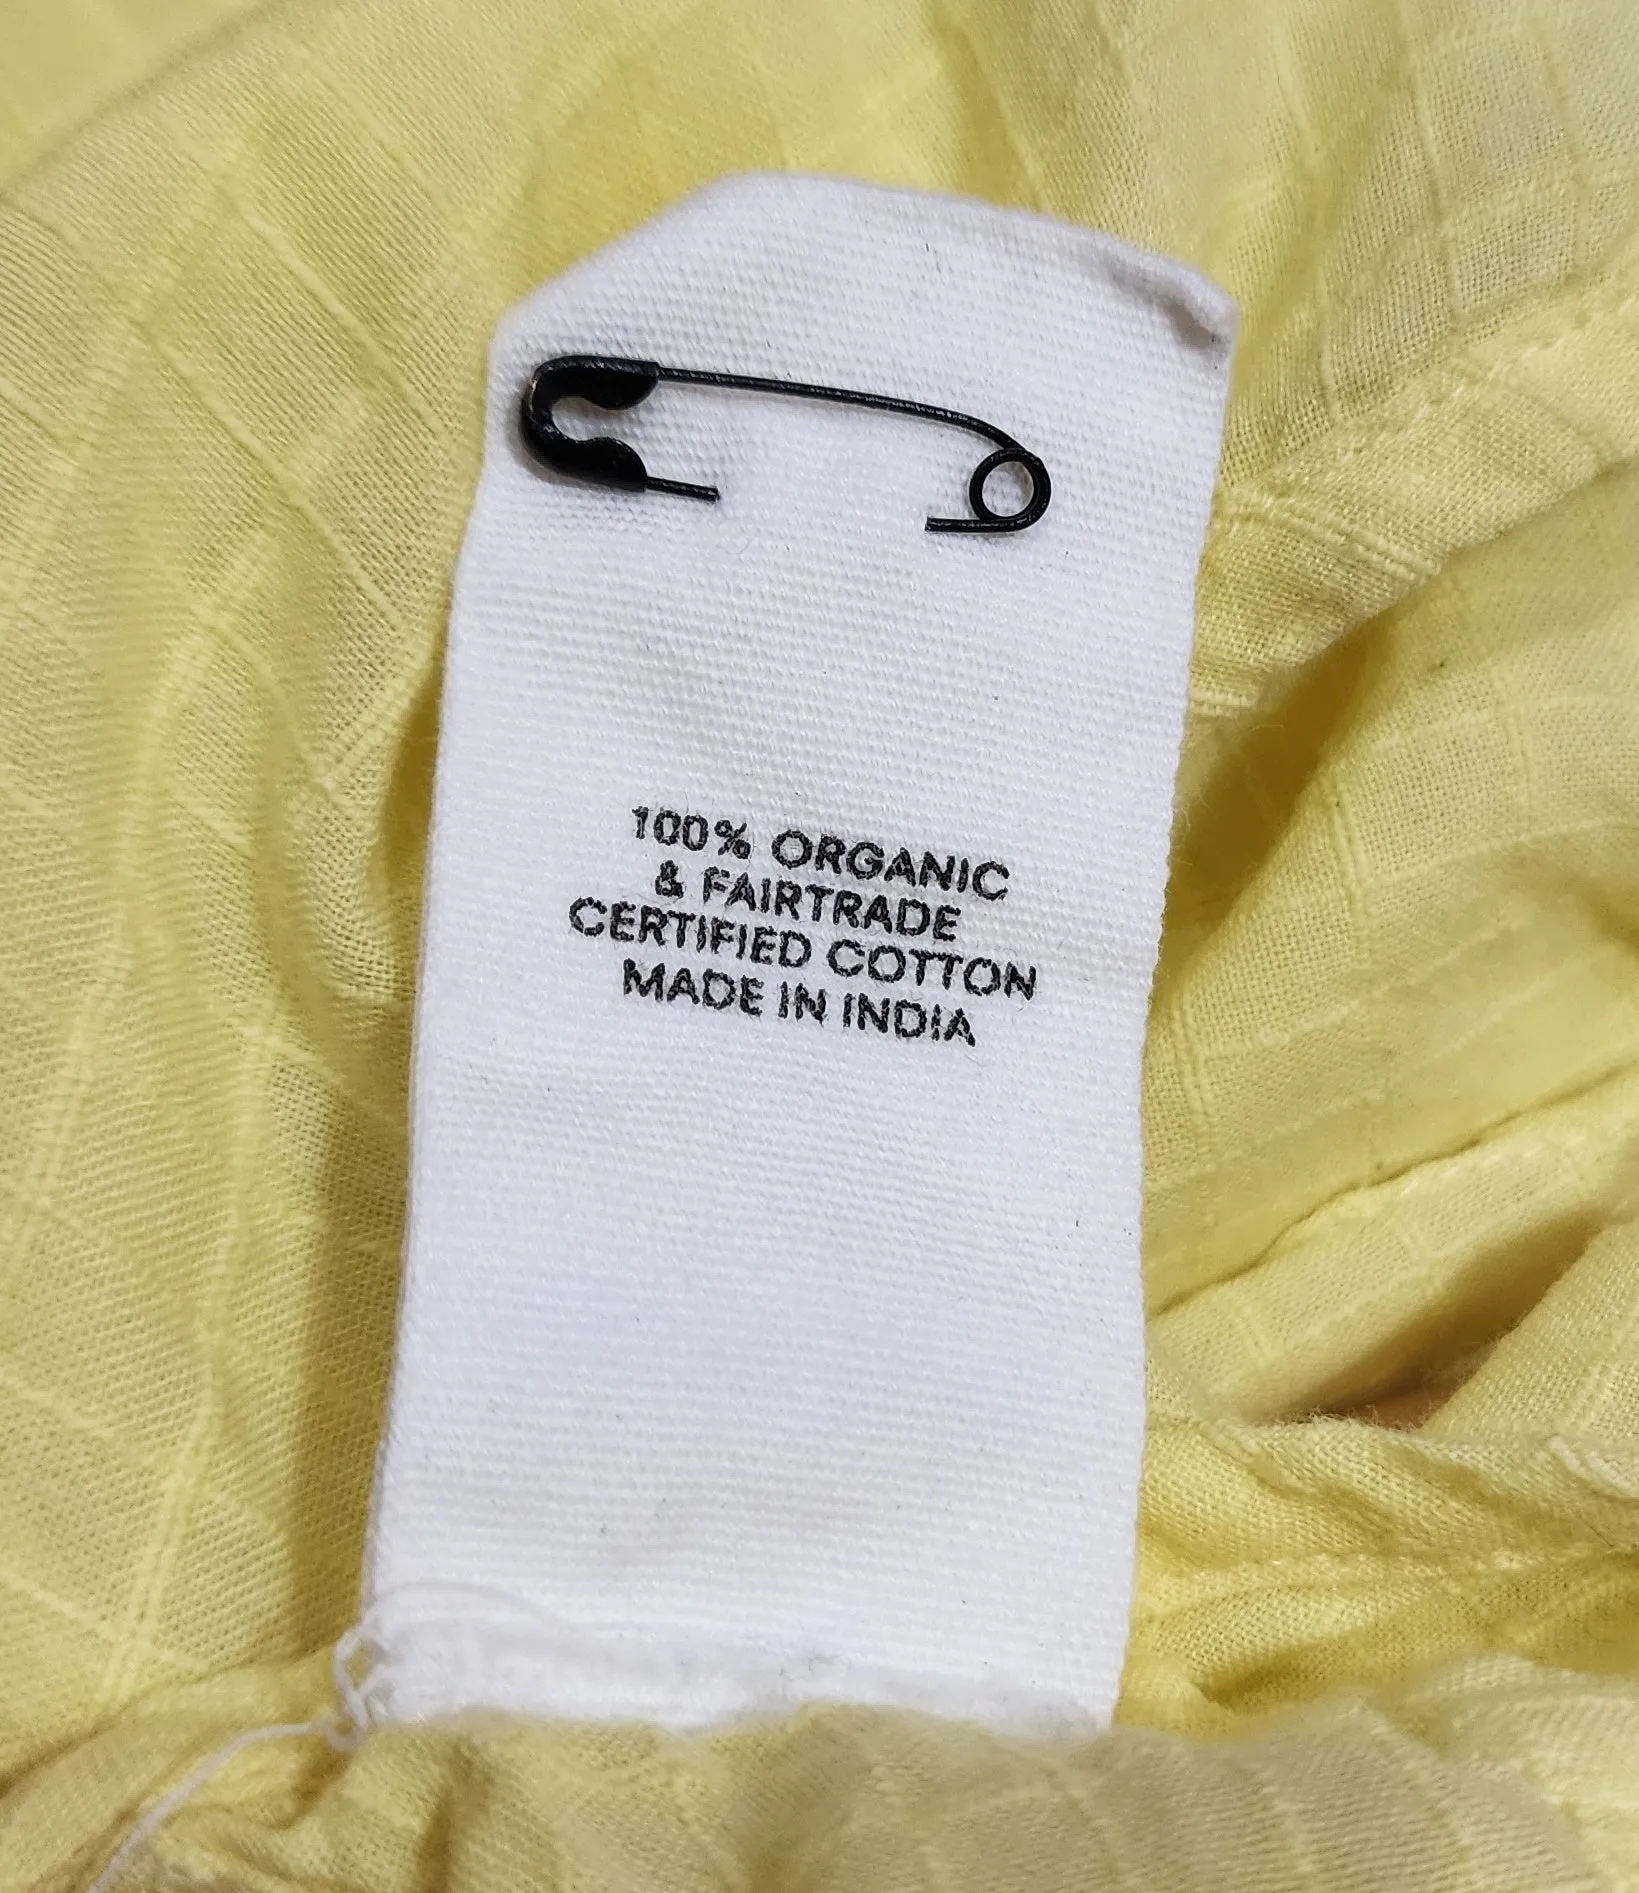 100% ORGANIC
& FAIRTRADE
CERTIFIED COTTON
MADE IN INDIA